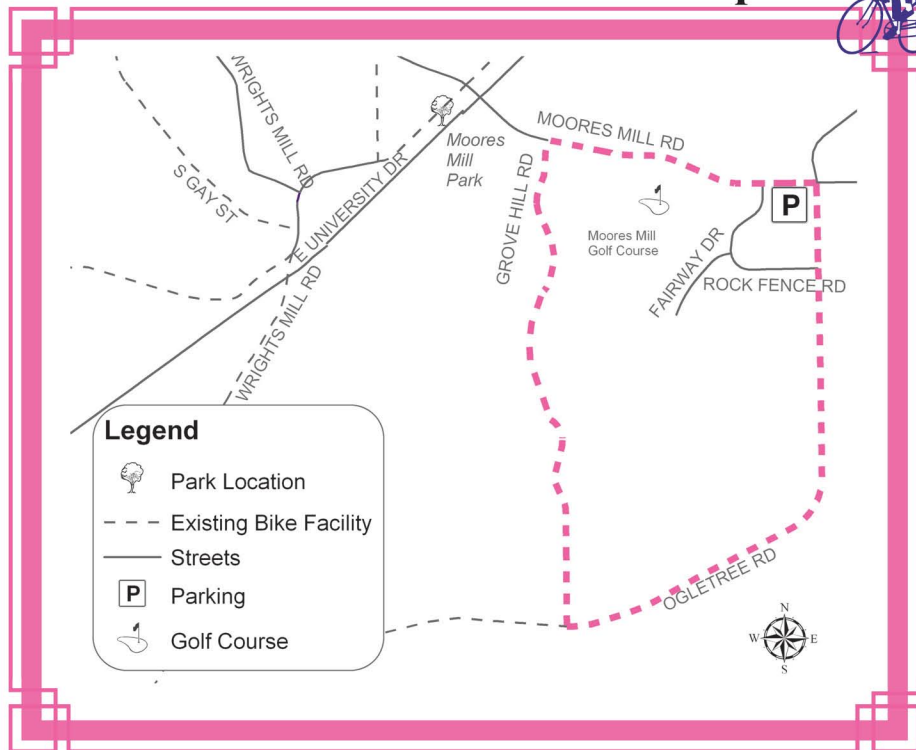 WRIGHTS MILL RD
S GAY ST
E UNIVERSITY DR
WRIGHTS MILL RD
Moores
Mill
Park
MOORES MILL RD
GROVE HILL RD
Moores Mill
Golf Course
P
FAIRWAY DR
ROCK FENCE RD
OGLETREE RD
Legend
Park Location
Existing Bike Facility
Streets
P
Parking
Golf Course
N
W
E
S